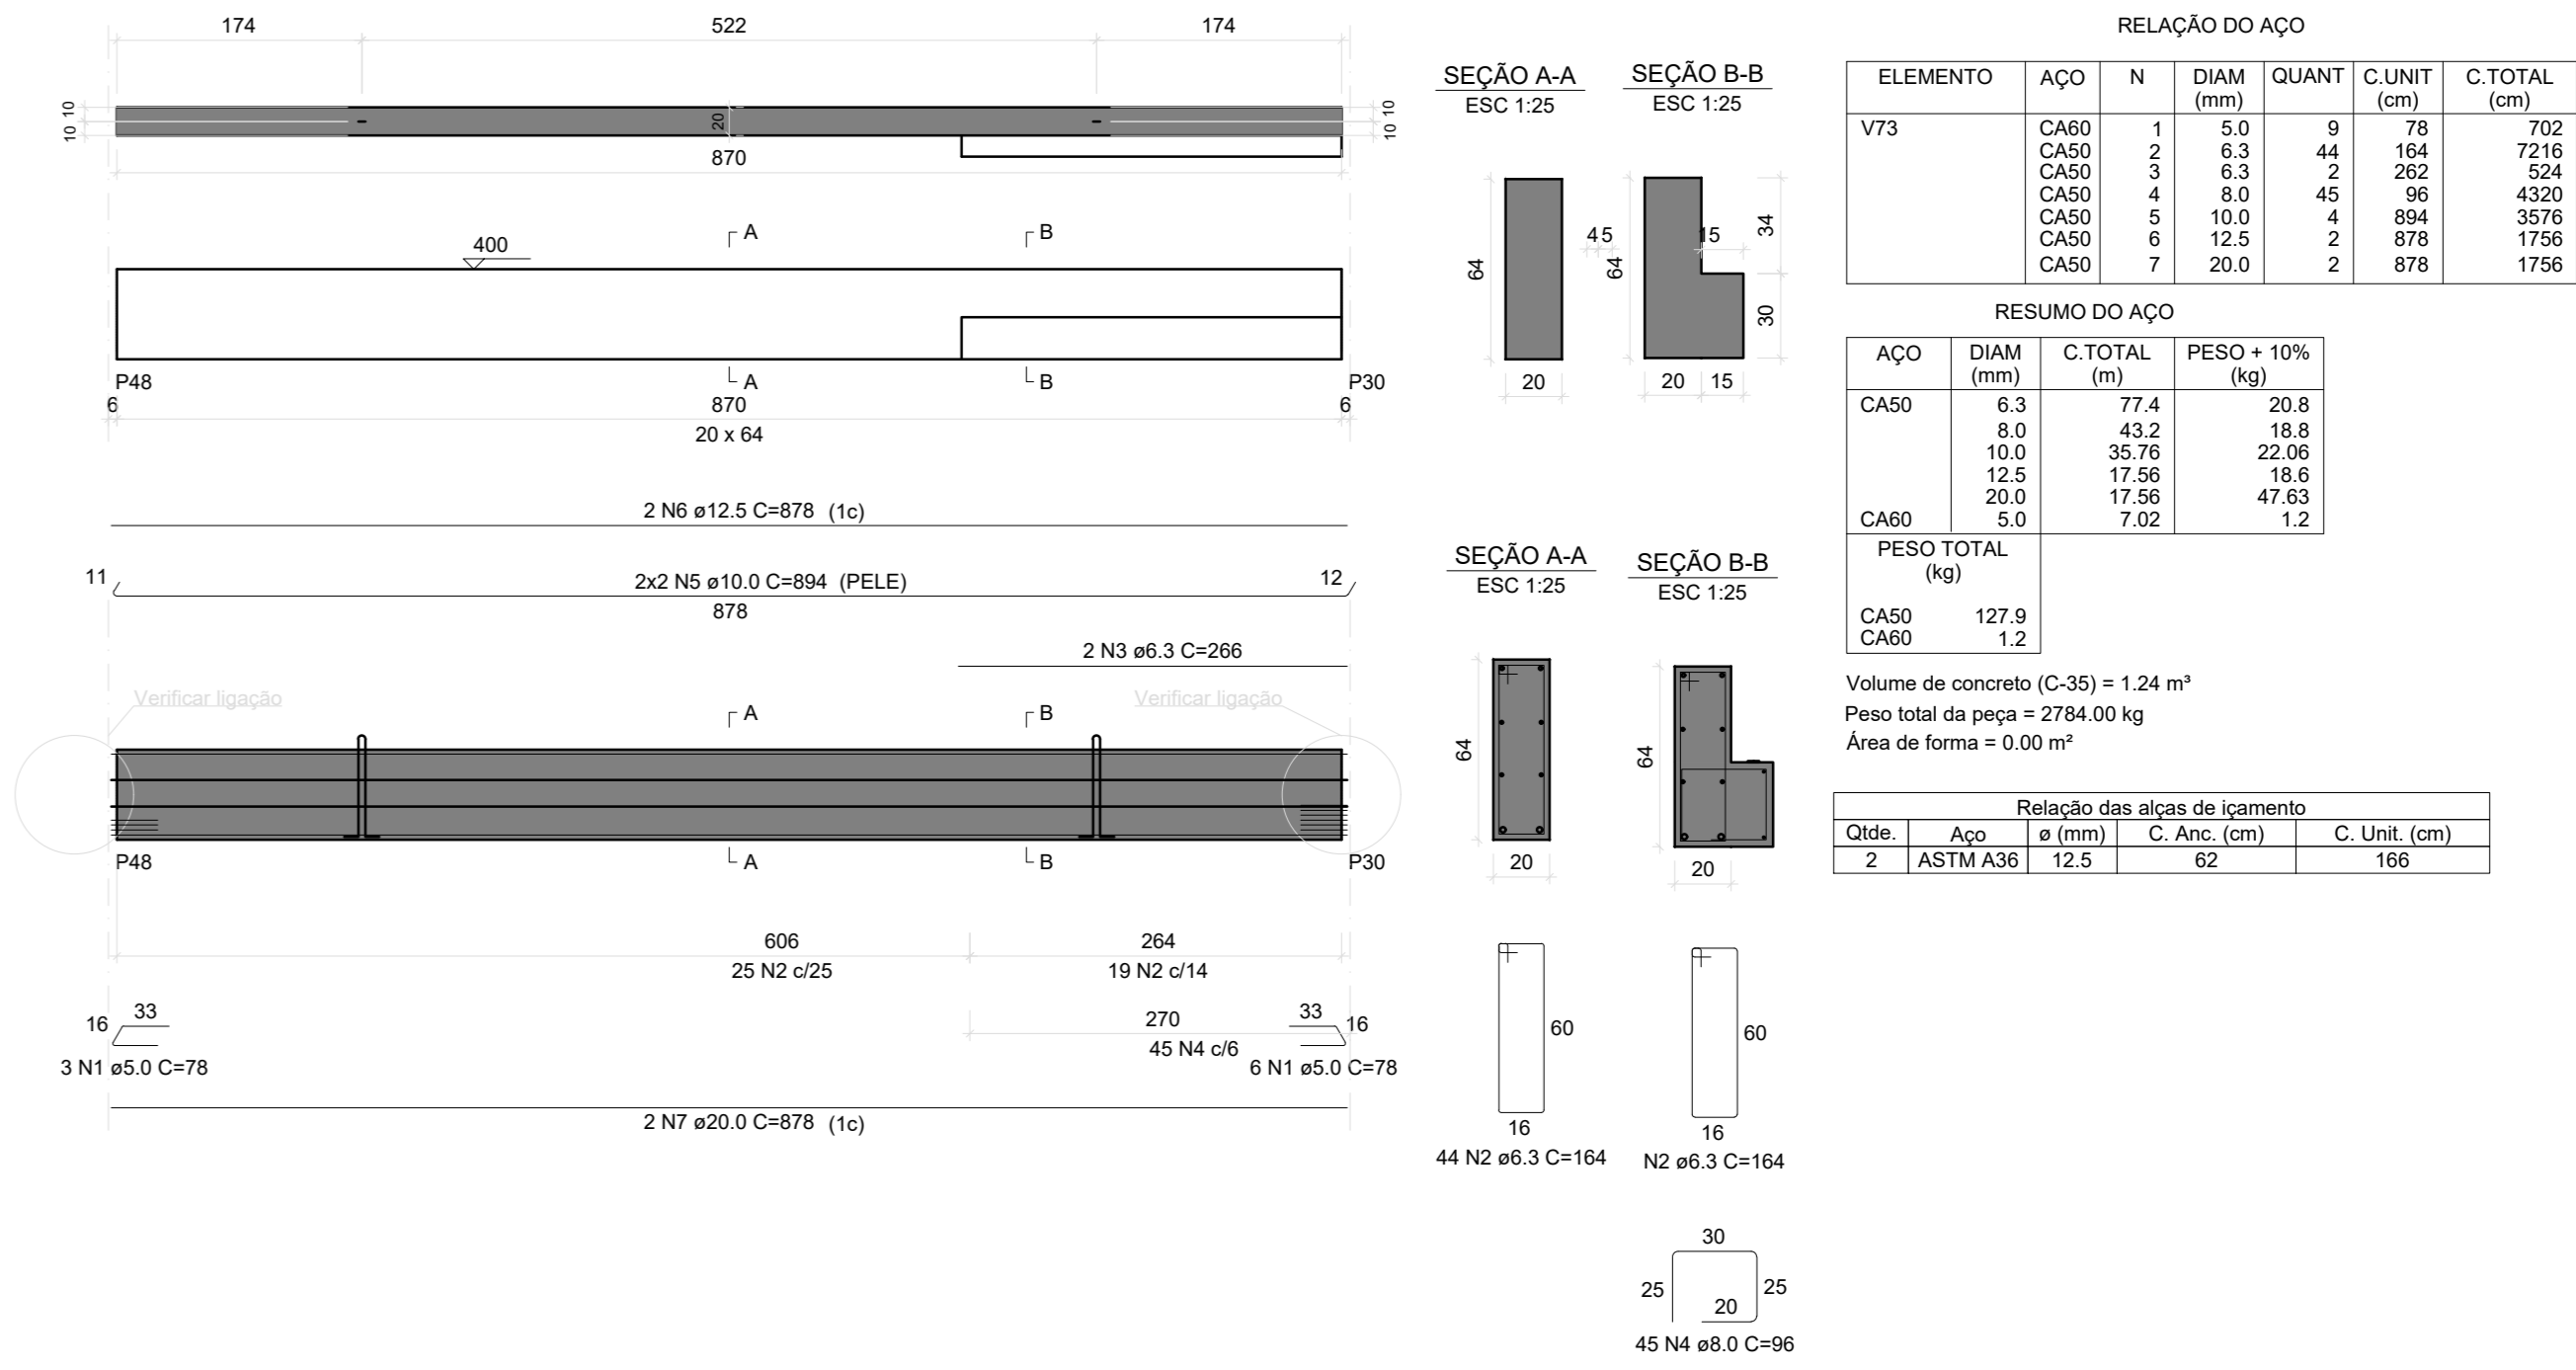 174 522 174
10 10 20 10 10
870
A B
400
P48 A B P30
6 870 6
20 x 64
2 N6 ø12.5 C=878 (1c)
11 2x2 N5 ø10.0 C=894 (PELE) 12
878
2 N3 ø6.3 C=266
Verificar ligação Verificar ligação
A B
P48 A B P30
606 264
25 N2 c/25 19 N2 c/14
16 33 270 33 16
45 N4 c/6
3 N1 ø5.0 C=78 6 N1 ø5.0 C=78
2 N7 ø20.0 C=878 (1c)
SEÇÃO A-A SEÇÃO B-B
ESC 1:25 ESC 1:25
64 45 64 15 34
30
20 20 15
SEÇÃO A-A SEÇÃO B-B
ESC 1:25 ESC 1:25
64 64
20 20
60 60
16 16
44 N2 ø6.3 C=164 N2 ø6.3 C=164
30
25 20 25
45 N4 ø8.0 C=96
RELAÇÃO DO AÇO
ELEMENTO AÇO N DIAM QUANT C.UNIT C.TOTAL
(mm) (cm) (cm)
V73 CA60 1 5.0 9 78 702
CA50 2 6.3 44 164 7216
CA50 3 6.3 2 262 524
CA50 4 8.0 45 96 4320
CA50 5 10.0 4 894 3576
CA50 6 12.5 2 878 1756
CA50 7 20.0 2 878 1756
RESUMO DO AÇO
AÇO DIAM C.TOTAL PESO + 10%
(mm) (m) (kg)
CA50 6.3 77.4 20.8
8.0 43.2 18.8
10.0 35.76 22.06
12.5 17.56 18.6
20.0 17.56 47.63
CA60 5.0 7.02 1.2
PESO TOTAL
(kg)
CA50 127.9
CA60 1.2
Volume de concreto (C-35) = 1.24 m³
Peso total da peça = 2784.00 kg
Área de forma = 0.00 m²
Relação das alças de içamento
Qtde. Aço ø (mm) C. Anc. (cm) C. Unit. (cm)
2 ASTM A36 12.5 62 166